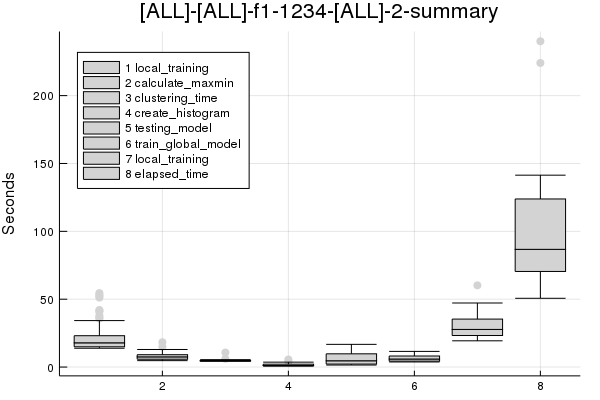 [ALL]-[ALL]-f1-1234-[ALL]-2-summary
Seconds
200
150
100
50
0
1 local_training
2 calculate_maxmin
3 clustering_time
4 create_histogram
5 testing_model
6 train_global_model
7 local_training
8 elapsed_time
2 4 6 8